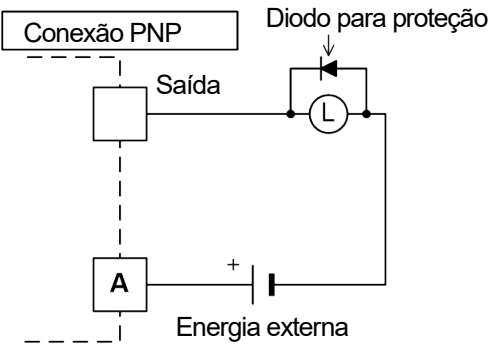 Diodo para proteção
Conexão PNP
Saída
L
A
+
Energia externa